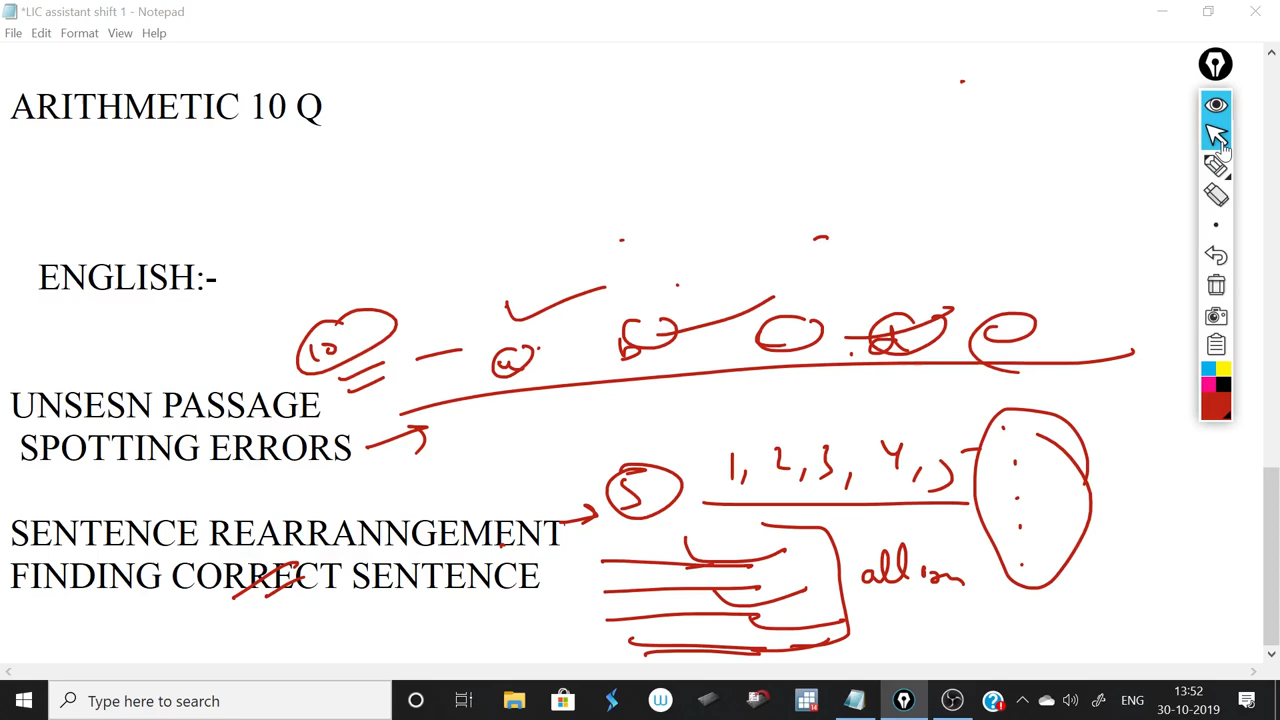 *LIC assistant shift 1 - Notepad
File Edit Format View Help
ARITHMETIC 10 Q
ENGLISH:-
10
a
b
d
UNSESN PASSAGE
SPOTTING ERRORS
5 1, 2, 3, 4, 5
SENTENCE REARRANNGEMENT
FINDING CORRECT SENTENCE
all
Type here to search
ENG
13:52
30-10-2019